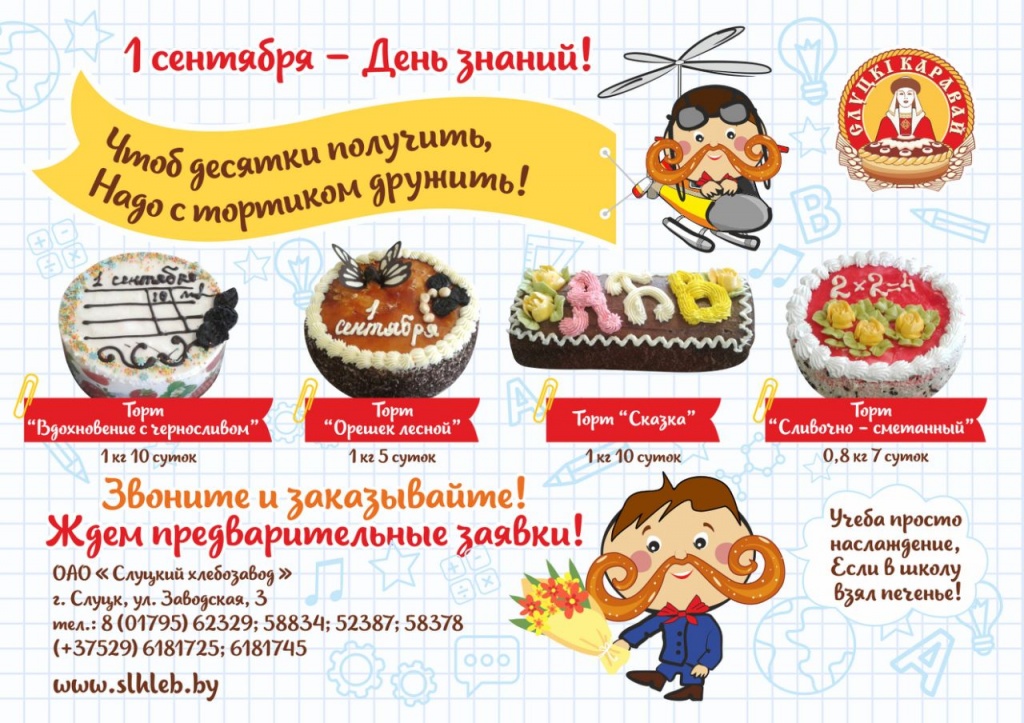 1 сентября – День знаний!
СЛУЦКІ КАРАВАЙ
Чтоб десятки получить,
Надо с тортиком дружить!
B
1 сентября
1
сентября
АБВ
2×2=4
Торт
“Вдохновение с черносливом”
1 кг 10 суток
Торт
“Орешек лесной”
1 кг 5 суток
Торт “Сказка”
1 кг 10 суток
Торт
“Сливочно – сметанный”
0,8 кг 7 суток
A
Звоните и заказывайте!
Ждем предварительные заявки!
ОАО « Слуцкий хлебозавод »
г. Слуцк, ул. Заводская, 3
тел.: 8 (01795) 62329; 58834; 52387; 58378
(+37529) 6181725; 6181745
www.slhleb.by
Учеба просто
наслаждение,
Если в школу
взял печенье!
A